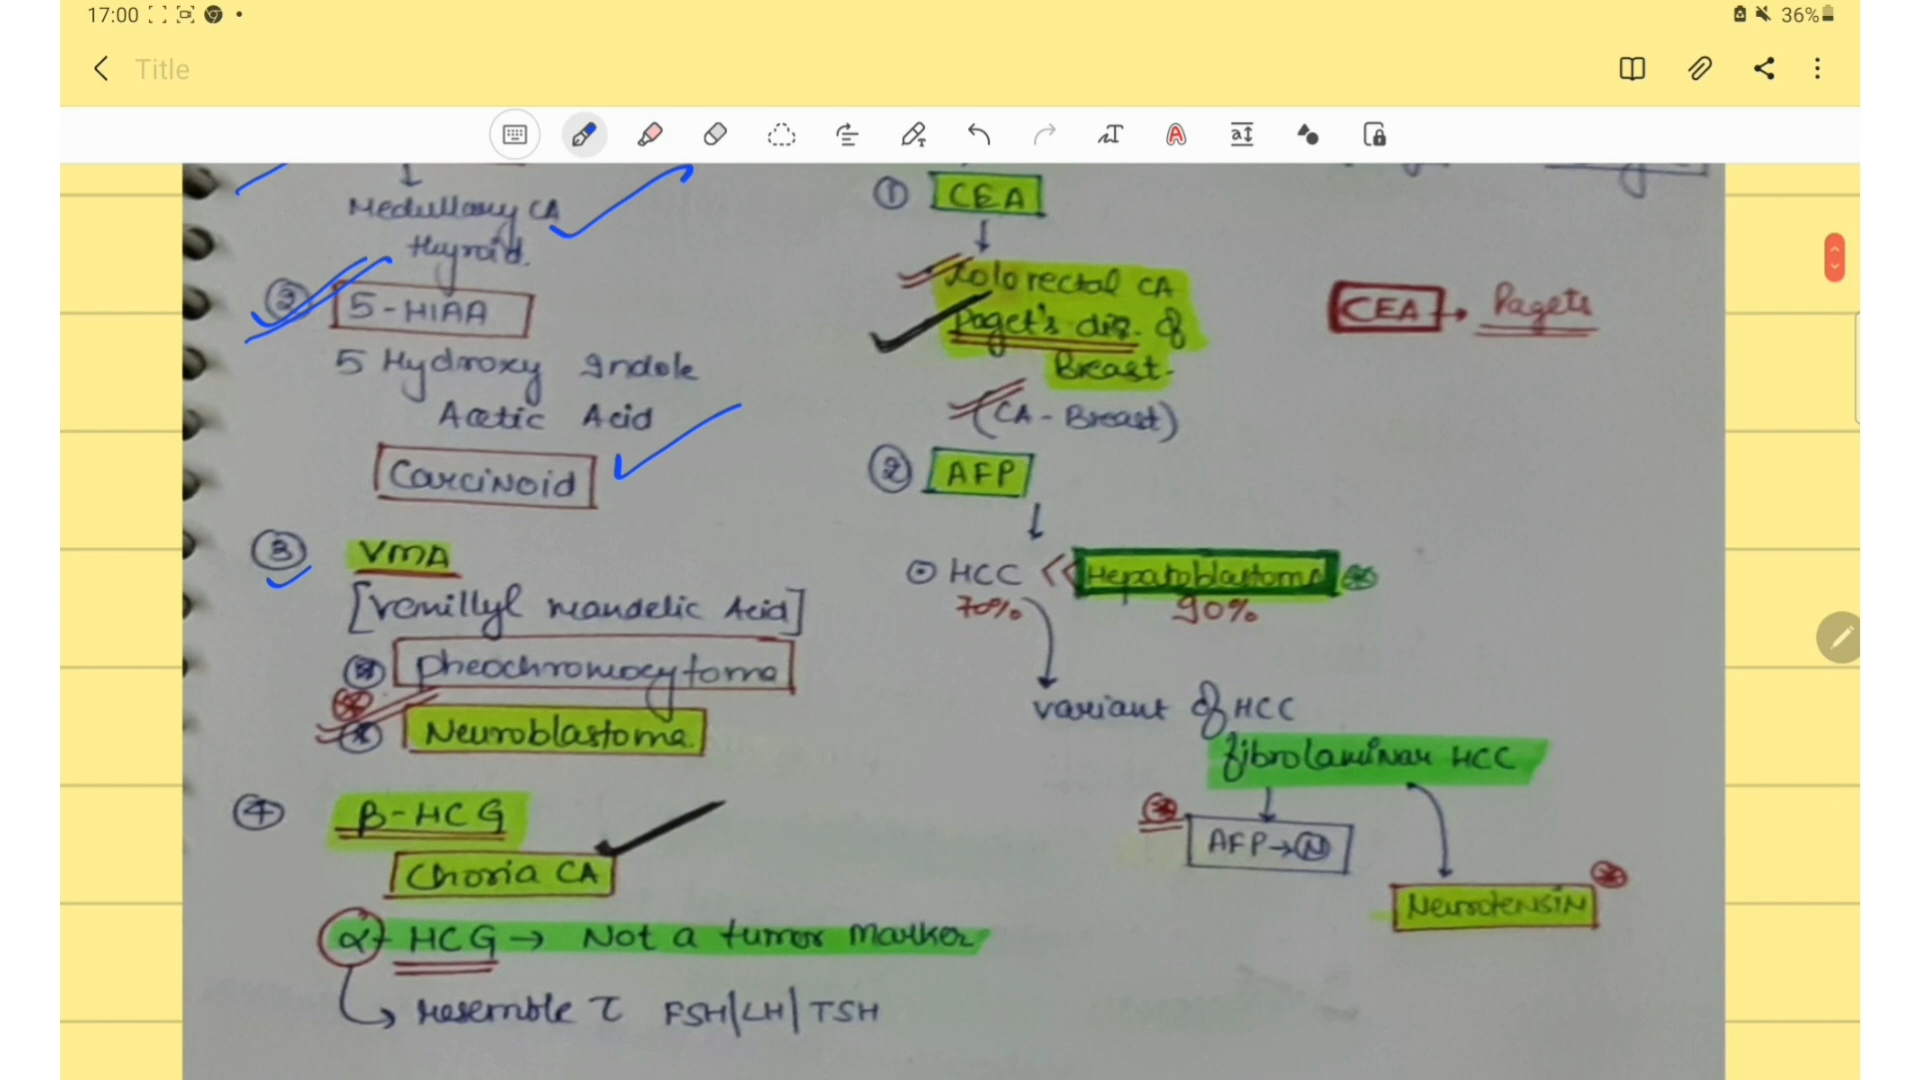 17:00
36%
Title
Medullary CA
thyroid.
② 5-HIAA
5 Hydroxy Indole
Acetic Acid
Carcinoid
③ VMA
[Venillyl mandelic Acid]
Pheochromocytoma
Neuroblastoma
④ β-HCG
Chorio CA
α - HCG → Not a tumor marker
resemble c̄ FSH/LH/TSH
① CEA
↓
Colorectal CA
Paget's dis. of
Breast.
(CA - Breast)
CEA → Pagets
② AFP
↓
HCC << Hepatoblastoma
70% 90%
variant of HCC
fibrolaminar HCC
AFP → N
Neurotensin